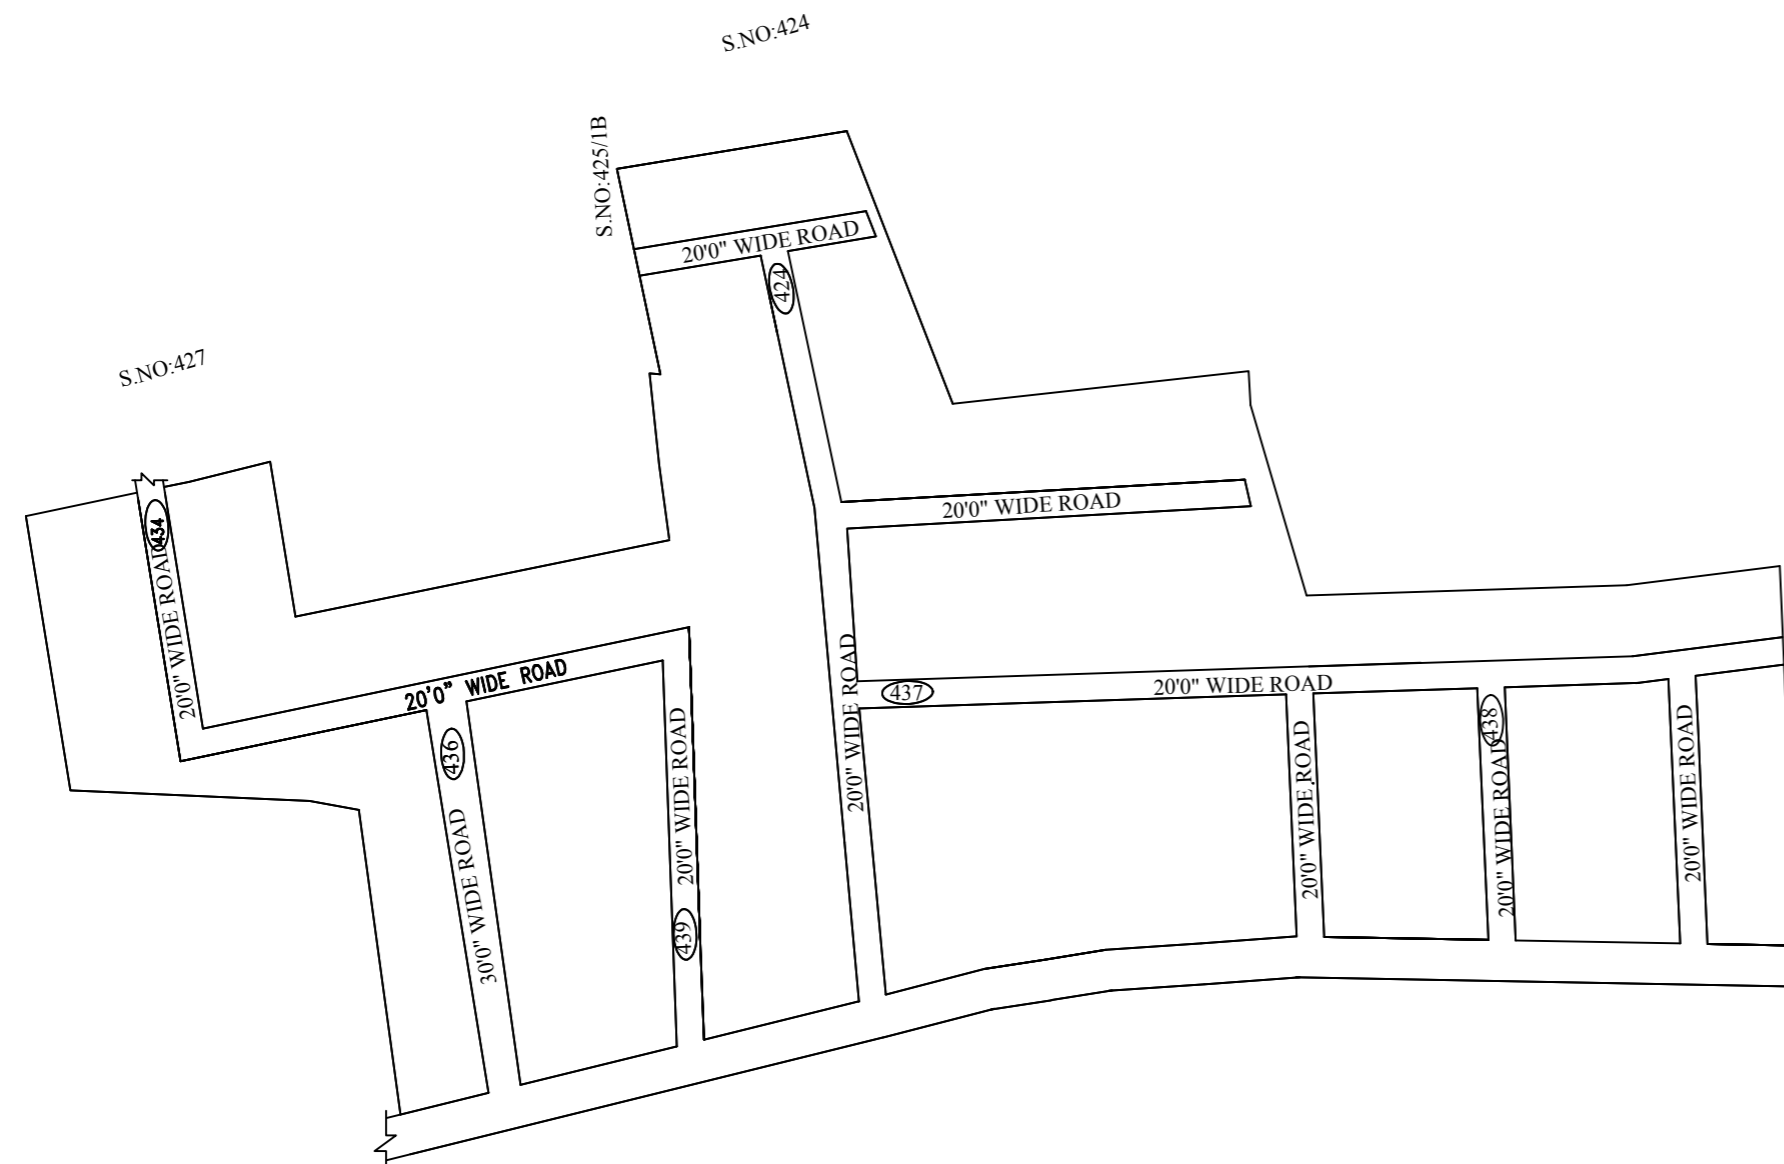 S.NO:424
S.NO:425/1B
20'0" WIDE ROAD
424
S.NO:427
434
20'0" WIDE ROAD
20'0" WIDE ROAD
20'0" WIDE ROAD
436
30'0" WIDE ROAD
20'0" WIDE ROAD
439
20'0" WIDE ROAD
437
20'0" WIDE ROAD
20'0" WIDE ROAD
438
20'0" WIDE ROAD
20'0" WIDE ROAD